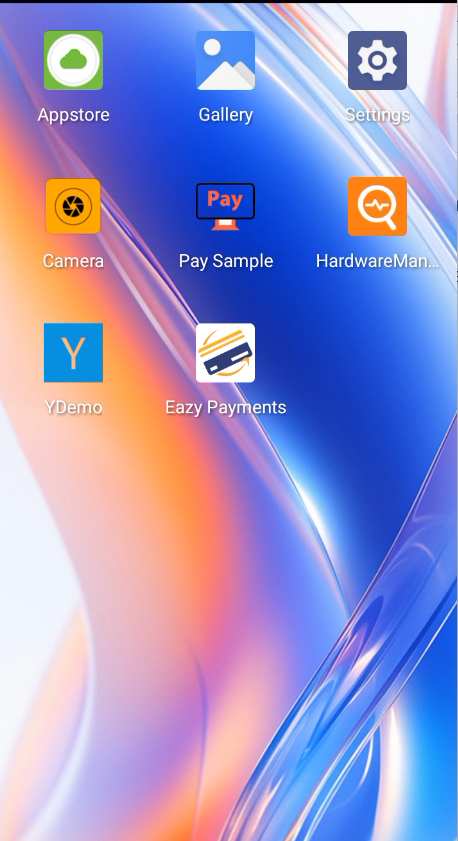 Appstore
Gallery
Settings
Pay
Camera
Pay Sample
HardwareMan...
Y
YDemo
Eazy Payments